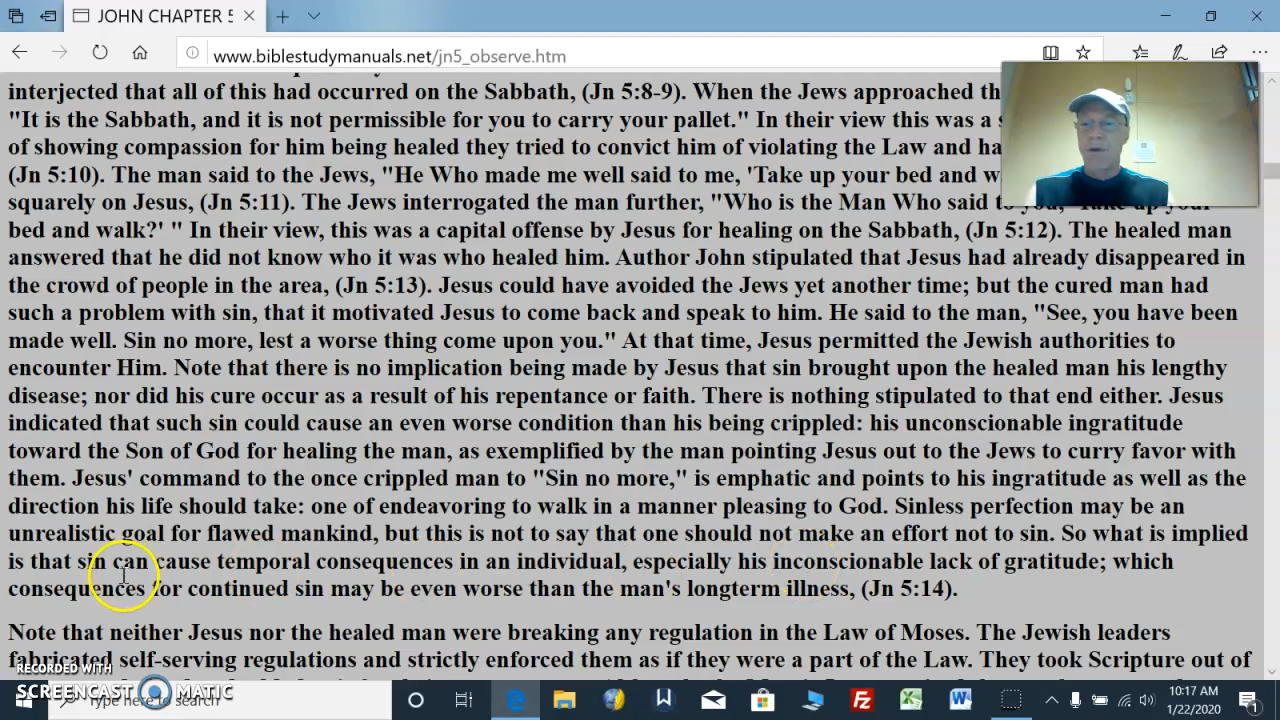 JOHN CHAPTER 5
www.biblestudymanuals.net/jn5_observe.htm
interjected that all of this had occurred on the Sabbath, (Jn 5:8-9). When the Jews approached th
"It is the Sabbath, and it is not permissible for you to carry your pallet." In their view this was a s
of showing compassion for him being healed they tried to convict him of violating the Law and ha
(Jn 5:10). The man said to the Jews, "He Who made me well said to me, 'Take up your bed and w
squarely on Jesus, (Jn 5:11). The Jews interrogated the man further, "Who is the Man Who said to you, 'Take up your
bed and walk?' " In their view, this was a capital offense by Jesus for healing on the Sabbath, (Jn 5:12). The healed man
answered that he did not know who it was who healed him. Author John stipulated that Jesus had already disappeared in
the crowd of people in the area, (Jn 5:13). Jesus could have avoided the Jews yet another time; but the cured man had
such a problem with sin, that it motivated Jesus to come back and speak to him. He said to the man, "See, you have been
made well. Sin no more, lest a worse thing come upon you." At that time, Jesus permitted the Jewish authorities to
encounter Him. Note that there is no implication being made by Jesus that sin brought upon the healed man his lengthy
disease; nor did his cure occur as a result of his repentance or faith. There is nothing stipulated to that end either. Jesus
indicated that such sin could cause an even worse condition than his being crippled: his unconscionable ingratitude
toward the Son of God for healing the man, as exemplified by the man pointing Jesus out to the Jews to curry favor with
them. Jesus' command to the once crippled man to "Sin no more," is emphatic and points to his ingratitude as well as the
direction his life should take: one of endeavoring to walk in a manner pleasing to God. Sinless perfection may be an
unrealistic goal for flawed mankind, but this is not to say that one should not make an effort not to sin. So what is implied
is that sin can cause temporal consequences in an individual, especially his inconscionable lack of gratitude; which
consequences for continued sin may be even worse than the man's longterm illness, (Jn 5:14).
Note that neither Jesus nor the healed man were breaking any regulation in the Law of Moses. The Jewish leaders
fabricated self-serving regulations and strictly enforced them as if they were a part of the Law. They took Scripture out of
RECORDED WITH
SCREENCAST MATIC
Type here to search
10:17 AM
1/22/2020